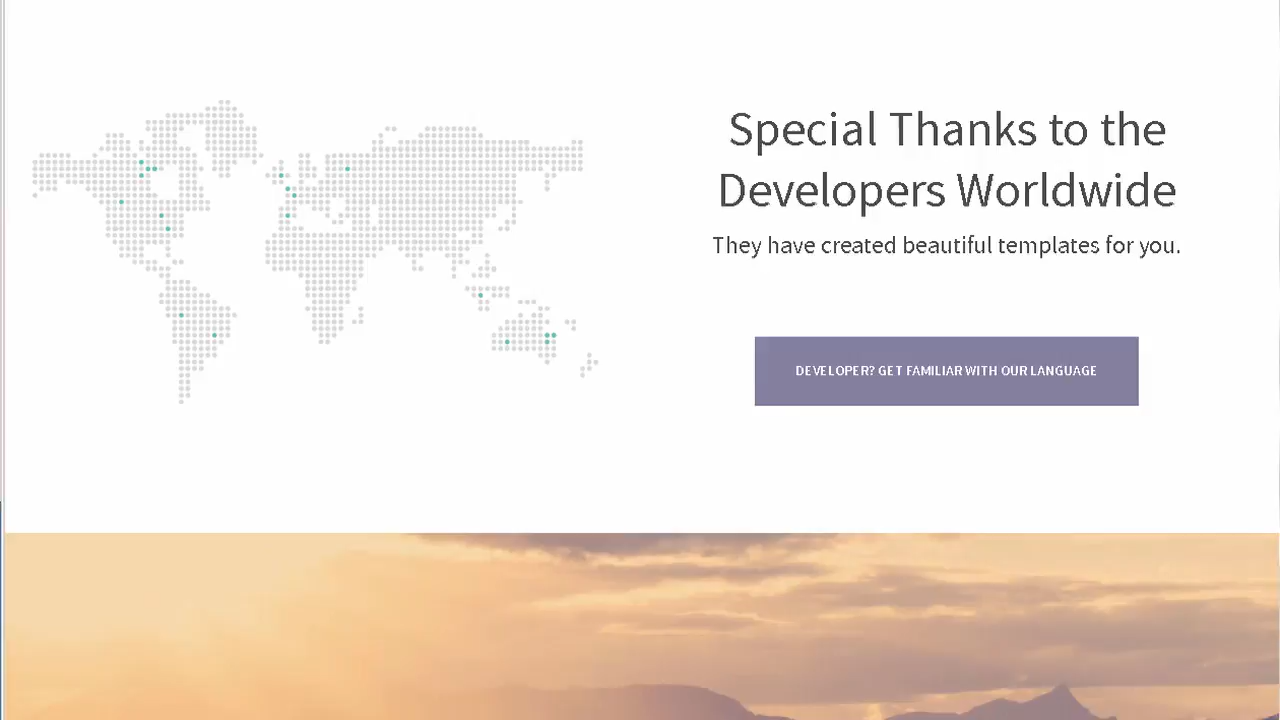 Special Thanks to the
Developers Worldwide
They have created beautiful templates for you.
DEVELOPER? GET FAMILIAR WITH OUR LANGUAGE